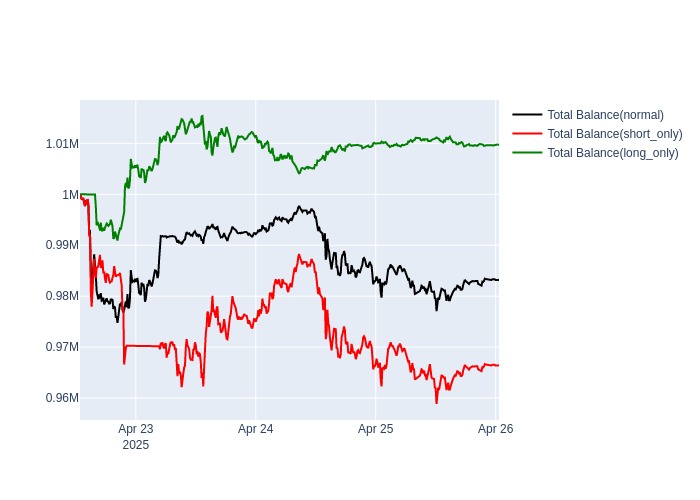 Total Balance(normal)
Total Balance(short_only)
Total Balance(long_only)
1.01M
1M
0.99M
0.98M
0.97M
0.96M
Apr 23
2025
Apr 24
Apr 25
Apr 26